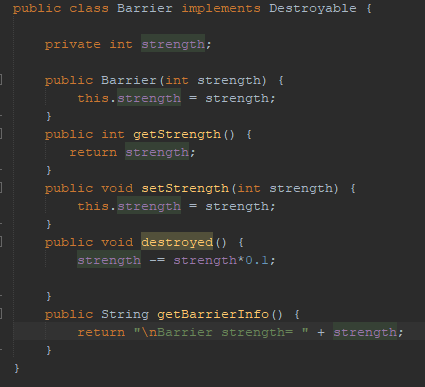 public class Barrier implements Destroyable {
private int strength;
public Barrier(int strength) {
this.strength = strength;
}
public int getStrength() {
return strength;
}
public void setStrength(int strength) {
this.strength = strength;
}
public void destroyed() {
strength -= strength*0.1;
}
public String getBarrierInfo() {
return "\nBarrier strength= " + strength;
}
}